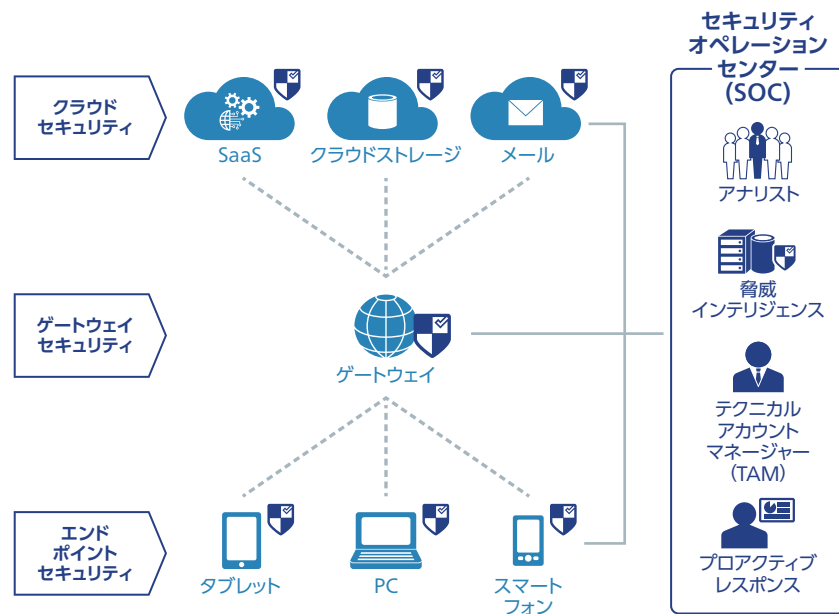 クラウド
セキュリティ
SaaS
クラウドストレージ
メール
ゲートウェイ
セキュリティ
ゲートウェイ
エンド
ポイント
セキュリティ
タブレット
PC
スマート
フォン
セキュリティ
オペレーション
センター
(SOC)
アナリスト
脅威
インテリジェンス
テクニカル
アカウント
マネージャー
(TAM)
プロアクティブ
レスポンス